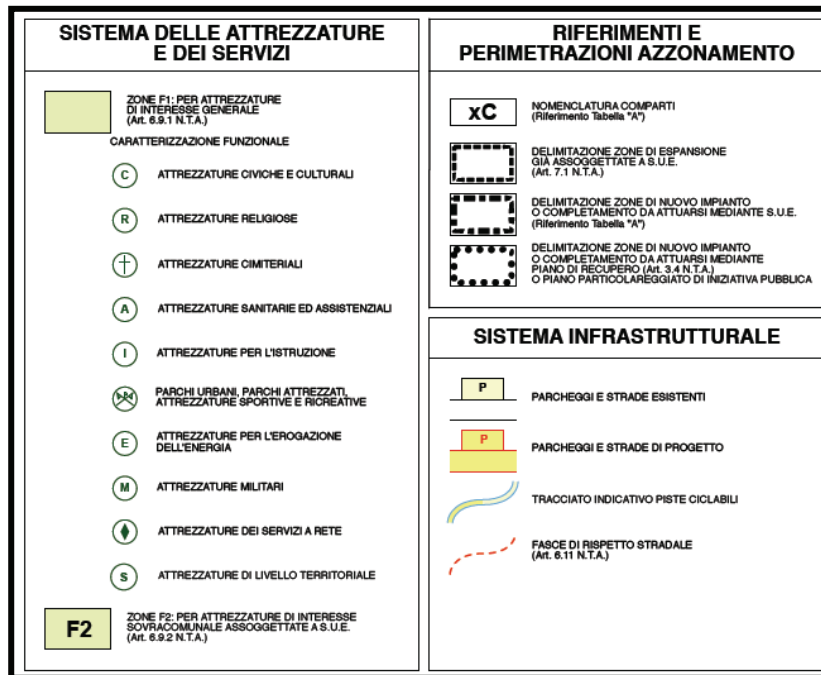 SISTEMA DELLE ATTREZZATURE
E DEI SERVIZI
ZONE F1: PER ATTREZZATURE
DI INTERESSE GENERALE
(Art. 6.9.1 N.T.A.)
CARATTERIZZAZIONE FUNZIONALE
C ATTREZZATURE CIVICHE E CULTURALI
R ATTREZZATURE RELIGIOSE
ATTREZZATURE CIMITERIALI
A ATTREZZATURE SANITARIE ED ASSISTENZIALI
I ATTREZZATURE PER L'ISTRUZIONE
PARCHI URBANI, PARCHI ATTREZZATI,
ATTREZZATURE SPORTIVE E RICREATIVE
E ATTREZZATURE PER L'EROGAZIONE
DELL'ENERGIA
M ATTREZZATURE MILITARI
ATTREZZATURE DEI SERVIZI A RETE
S ATTREZZATURE DI LIVELLO TERRITORIALE
F2 ZONE F2: PER ATTREZZATURE DI INTERESSE
SOVRACOMUNALE ASSOGGETTATE A S.U.E.
(Art. 6.9.2 N.T.A.)
RIFERIMENTI E
PERIMETRAZIONI AZZONAMENTO
xC NOMENCLATURA COMPARTI
(Riferimento Tabella "A")
DELIMITAZIONE ZONE DI ESPANSIONE
GIÀ ASSOGGETTATE A S.U.E.
(Art. 7.1 N.T.A.)
DELIMITAZIONE ZONE DI NUOVO IMPIANTO
O COMPLETAMENTO DA ATTUARSI MEDIANTE S.U.E.
(Riferimento Tabella "A")
DELIMITAZIONE ZONE DI NUOVO IMPIANTO
O COMPLETAMENTO DA ATTUARSI MEDIANTE
PIANO DI RECUPERO (Art. 3.4 N.T.A.)
O PIANO PARTICOLAREGGIATO DI INIZIATIVA PUBBLICA
SISTEMA INFRASTRUTTURALE
P PARCHEGGI E STRADE ESISTENTI
P PARCHEGGI E STRADE DI PROGETTO
TRACCIATO INDICATIVO PISTE CICLABILI
FASCE DI RISPETTO STRADALE
(Art. 6.11 N.T.A.)